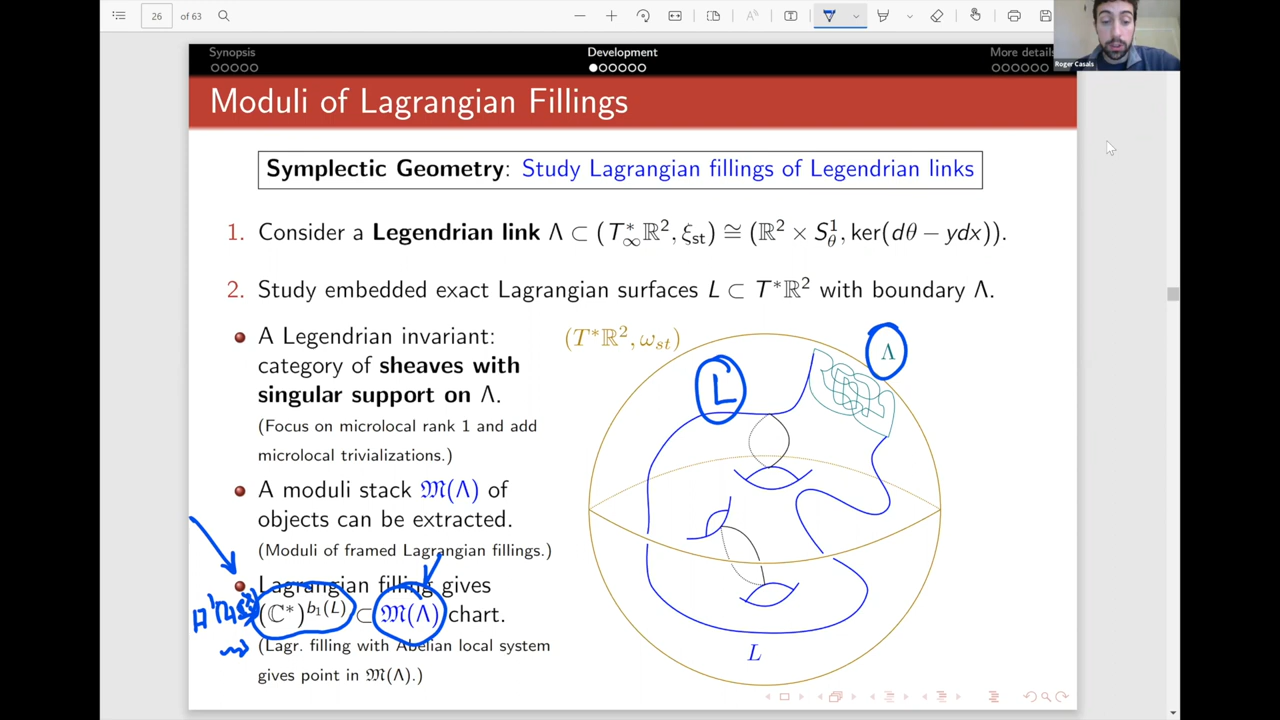 26 of 63
Roger Casals
Synopsis Development More details
Moduli of Lagrangian Fillings
Symplectic Geometry: Study Lagrangian fillings of Legendrian links
1. Consider a Legendrian link Λ ⊂ (T*∞ℝ², ξst) ≅ (ℝ² × S¹θ, ker(dθ − ydx)).
2. Study embedded exact Lagrangian surfaces L ⊂ T*ℝ² with boundary Λ.
A Legendrian invariant:
category of sheaves with
singular support on Λ.
(Focus on microlocal rank 1 and add
microlocal trivializations.)
A moduli stack 𝔐(Λ) of
objects can be extracted.
(Moduli of framed Lagrangian fillings.)
Lagrangian filling gives
(ℂ*)^b₁(L) ⊂ 𝔐(Λ) chart.
(Lagr. filling with Abelian local system
gives point in 𝔐(Λ).)
(T*ℝ², ωst)
Λ
L
L